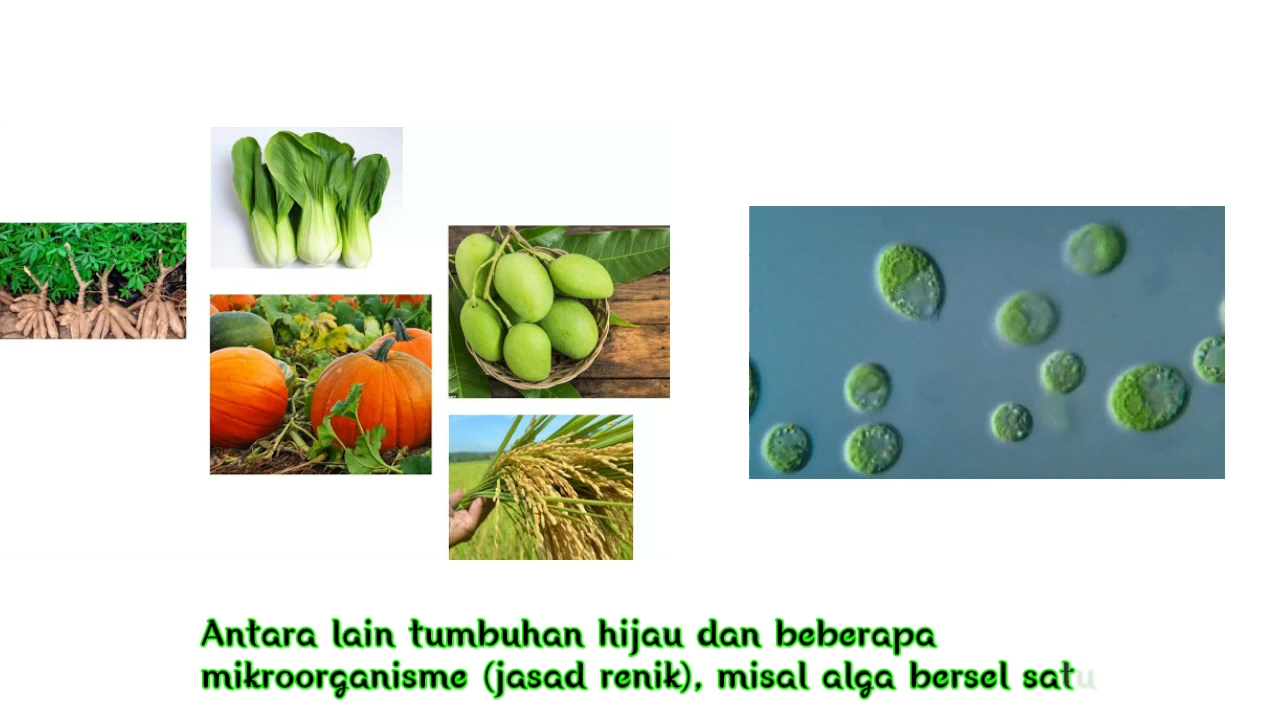 Antara lain tumbuhan hijau dan beberapa
mikroorganisme (jasad renik), misal alga bersel satu